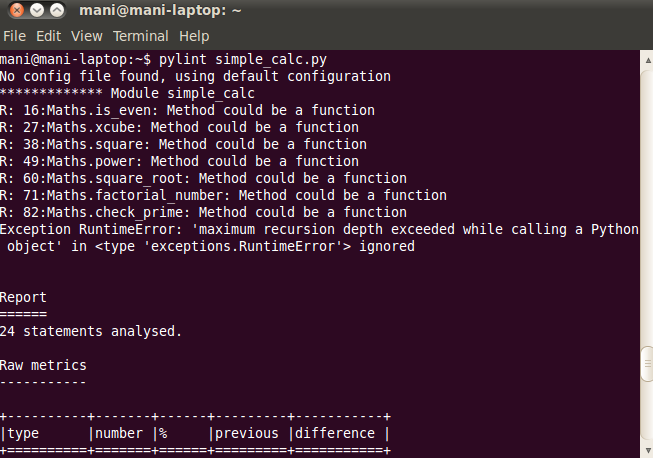 mani@mani-laptop: ~
File Edit View Terminal Help
mani@mani-laptop:~$ pylint simple_calc.py
No config file found, using default configuration
************* Module simple_calc
R: 16:Maths.is_even: Method could be a function
R: 27:Maths.xcube: Method could be a function
R: 38:Maths.square: Method could be a function
R: 49:Maths.power: Method could be a function
R: 60:Maths.square_root: Method could be a function
R: 71:Maths.factorial_number: Method could be a function
R: 82:Maths.check_prime: Method could be a function
Exception RuntimeError: 'maximum recursion depth exceeded while calling a Python
 object' in <type 'exceptions.RuntimeError'> ignored
Report
======
24 statements analysed.
Raw metrics
-----------
+----------+-------+------+---------+-----------+
|type      |number |%     |previous |difference |
+==========+=======+======+=========+===========+